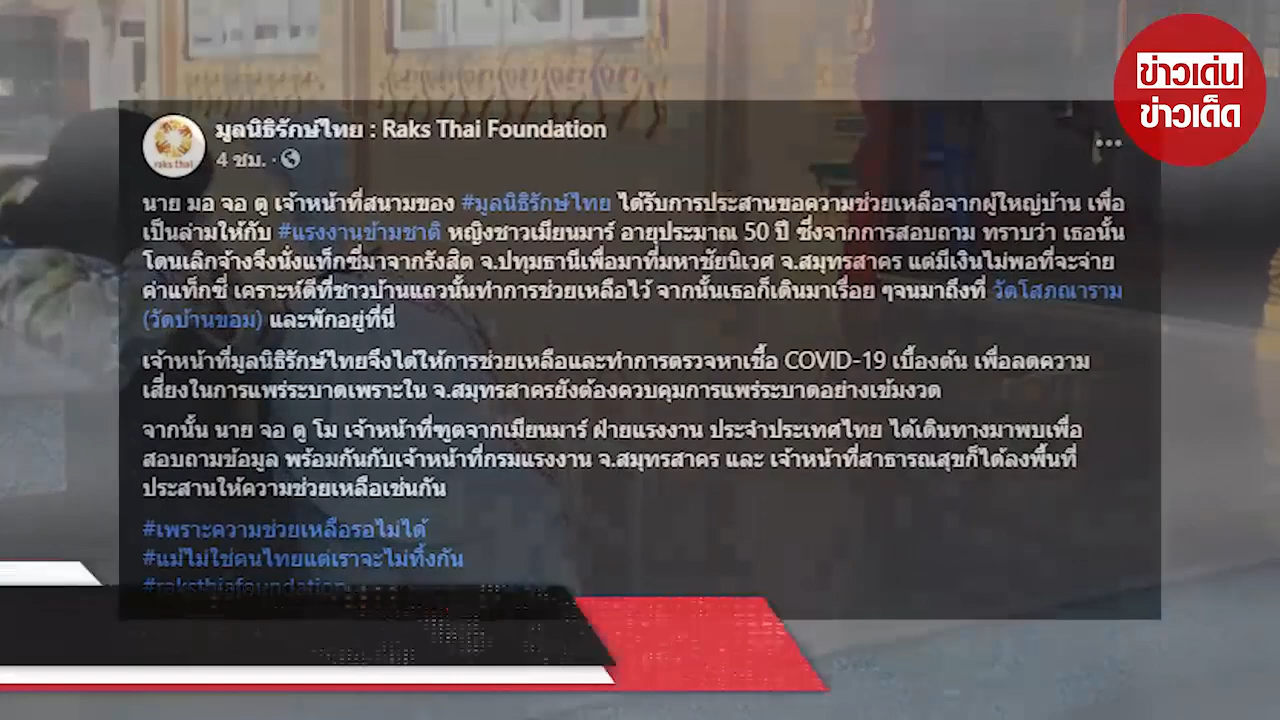 ข่าวเด่น
ข่าวเด็ด
มูลนิธิรักษ์ไทย : Raks Thai Foundation
raks thai
4 ชม. ·
นาย มอ จอ ตู เจ้าหน้าที่สนามของ #มูลนิธิรักษ์ไทย ได้รับการประสานขอความช่วยเหลือจากผู้ใหญ่บ้าน เพื่อ
เป็นล่ามให้กับ #แรงงานข้ามชาติ หญิงชาวเมียนมาร์ อายุประมาณ 50 ปี ซึ่งจากการสอบถาม ทราบว่า เธอนั้น
โดนเลิกจ้างจึงนั่งแท็กซี่มาจากรังสิต จ.ปทุมธานีเพื่อมาที่มหาชัยนิเวศ จ.สมุทรสาคร แต่มีเงินไม่พอที่จะจ่าย
ค่าแท็กซี่ เคราะห์ดีที่ชาวบ้านแถวนั้นทำการช่วยเหลือไว้ จากนั้นเธอก็เดินมาเรื่อย ๆจนมาถึงที่ วัดโสภณาราม
(วัดบ้านขอม) และพักอยู่ที่นี่
เจ้าหน้าที่มูลนิธิรักษ์ไทยจึงได้ให้การช่วยเหลือและทำการตรวจหาเชื้อ COVID-19 เบื้องต้น เพื่อลดความ
เสี่ยงในการแพร่ระบาดเพราะใน จ.สมุทรสาครยังต้องควบคุมการแพร่ระบาดอย่างเข้มงวด
จากนั้น นาย จอ ตู โม เจ้าหน้าที่ฑูตจากเมียนมาร์ ฝ่ายแรงงาน ประจำประเทศไทย ได้เดินทางมาพบเพื่อ
สอบถามข้อมูล พร้อมกันกับเจ้าหน้าที่กรมแรงงาน จ.สมุทรสาคร และ เจ้าหน้าที่สาธารณสุขก็ได้ลงพื้นที่
ประสานให้ความช่วยเหลือเช่นกัน
#เพราะความช่วยเหลือรอไม่ได้
#แม้ไม่ใช่คนไทยแต่เราจะไม่ทิ้งกัน